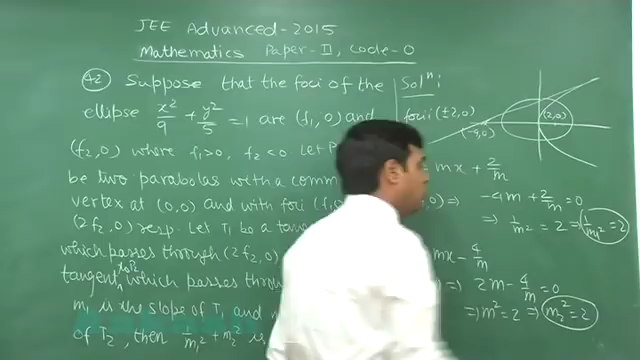 JEE Advanced-2015
Mathematics Paper-II, Code-0
42 Suppose that the foci of the
ellipse x²/9 + y²/5 = 1 are (f₁,0) and
(f₂,0) where f₁>0, f₂<0. Let P
be two parabolas with a comm
vertex at (0,0) and with foci (f₁,0)
(2f₂,0) resp. Let T₁ be a tan
which passes through (2f₂,0)
tangent to P₂ which passes throu
m₁ is the slope of T₁ and
of T₂, then 1/m₁² + m₂² is
Solⁿ:
foci (±2,0)
(-4,0)
(2,0)
mx + 2/m
,0) ⇒ -4m + 2/m = 0
⇒ 1/m² = 2 ⇒ 1/m₁² = 2
mx - 4/m
⇒ 2m - 4/m = 0
⇒ m² = 2 ⇒ m₂² = 2